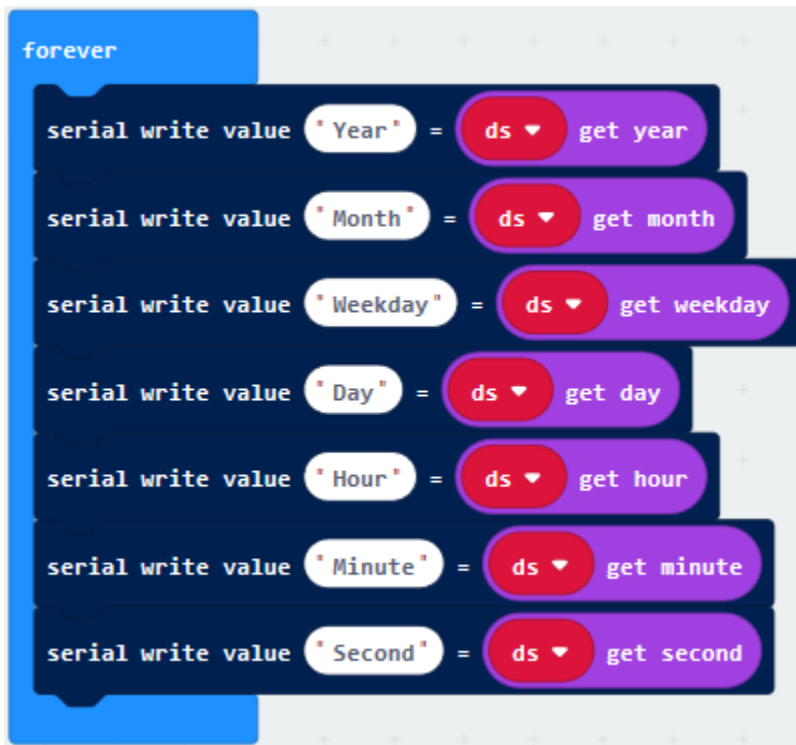 forever
serial write value "Year" = ds get year
serial write value "Month" = ds get month
serial write value "Weekday" = ds get weekday
serial write value "Day" = ds get day
serial write value "Hour" = ds get hour
serial write value "Minute" = ds get minute
serial write value "Second" = ds get second